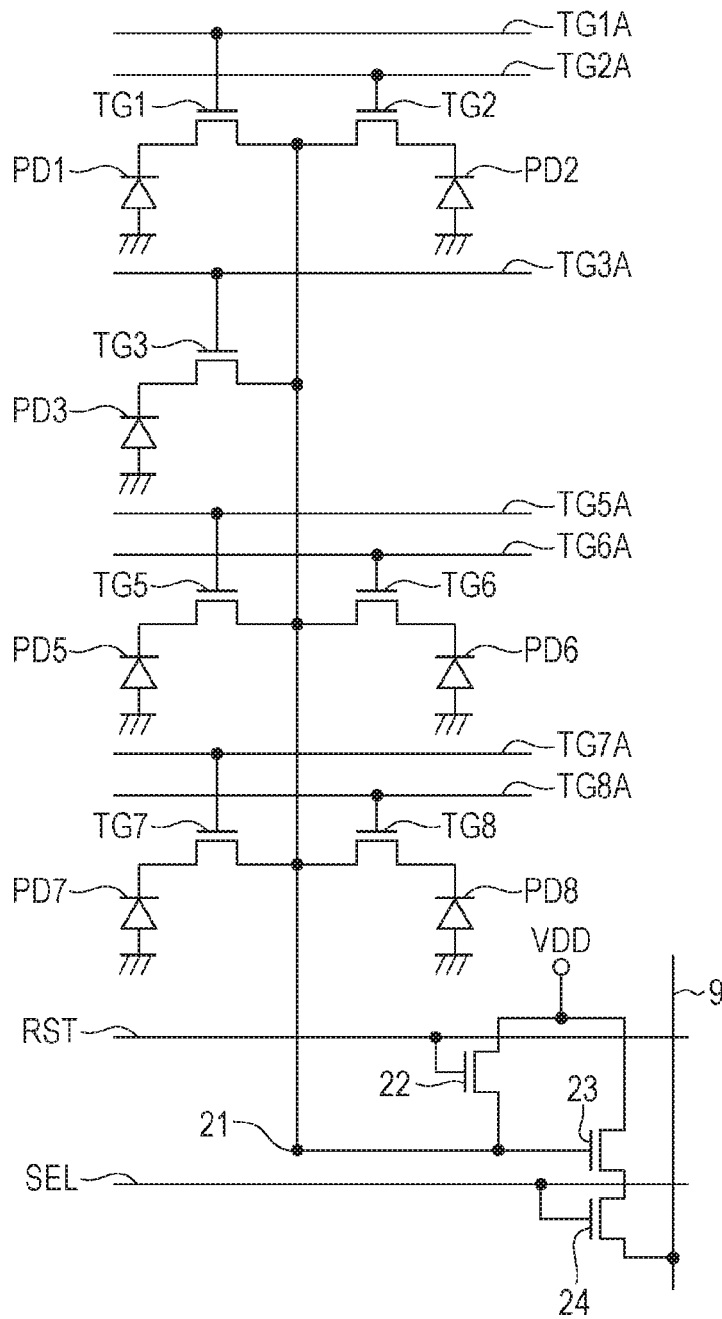 TG1A
TG2A
TG1 TG2
PD1 PD2
TG3A
TG3
PD3
TG5A
TG6A
TG5 TG6
PD5 PD6
TG7A
TG8A
TG7 TG8
PD7 PD8
VDD
9
RST
22 23
21
SEL
24